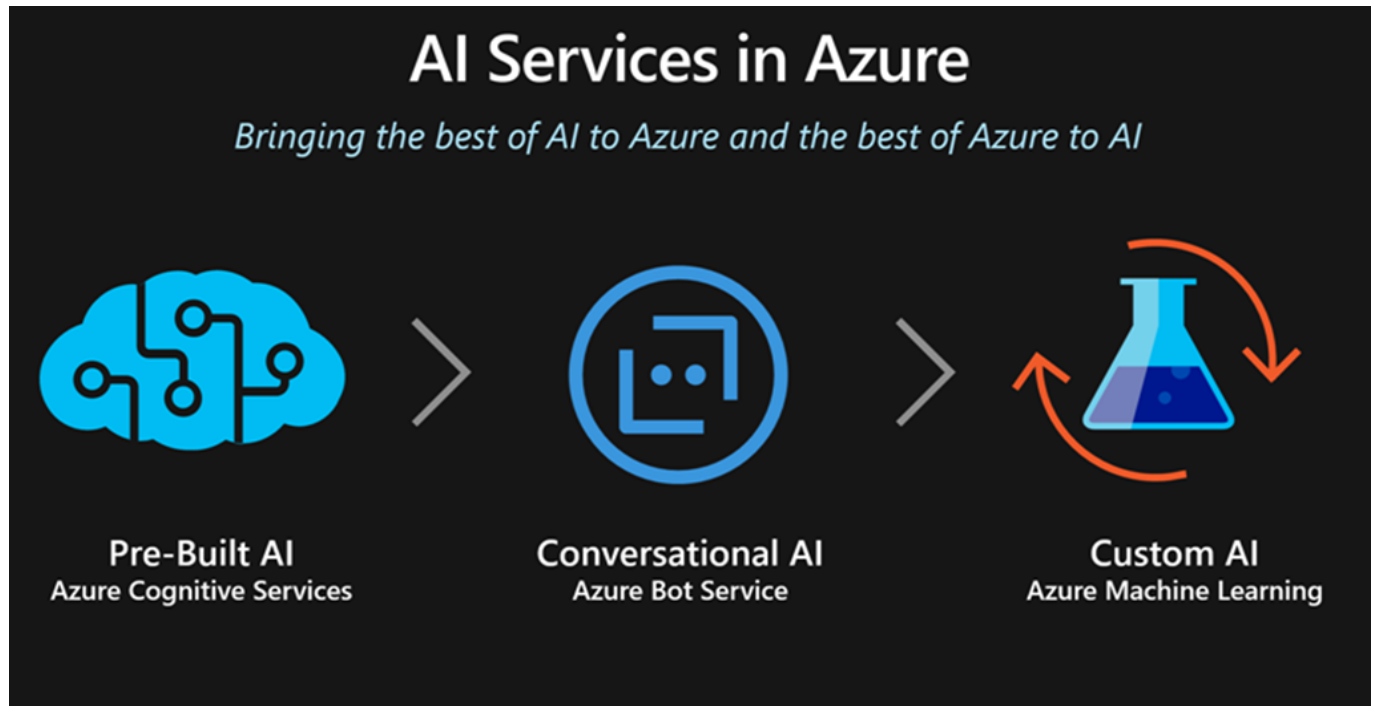 AI Services in Azure
Bringing the best of AI to Azure and the best of Azure to AI
Pre-Built AI
Azure Cognitive Services
Conversational AI
Azure Bot Service
Custom AI
Azure Machine Learning